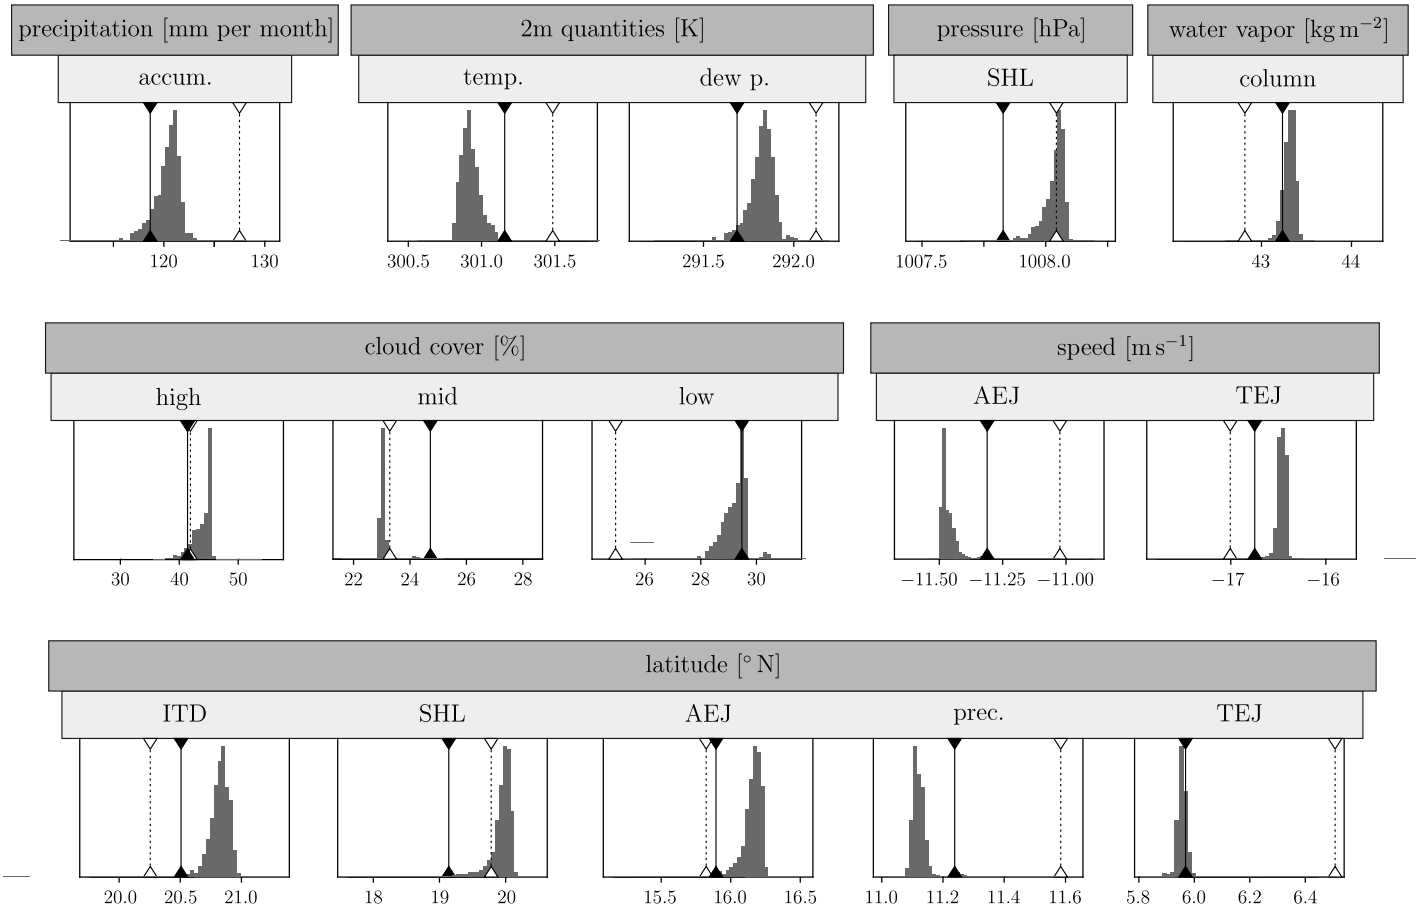 precipitation [mm per month] 2m quantities [K] pressure [hPa] water vapor [kg m⁻²]
accum. temp. dew p. SHL column
120 130 300.5 301.0 301.5 291.5 292.0 1007.5 1008.0 43 44
cloud cover [%] speed [m s⁻¹]
high mid low AEJ TEJ
30 40 50 22 24 26 28 26 28 30 −11.50 −11.25 −11.00 −17 −16
latitude [° N]
ITD SHL AEJ prec. TEJ
20.0 20.5 21.0 18 19 20 15.5 16.0 16.5 11.0 11.2 11.4 11.6 5.8 6.0 6.2 6.4